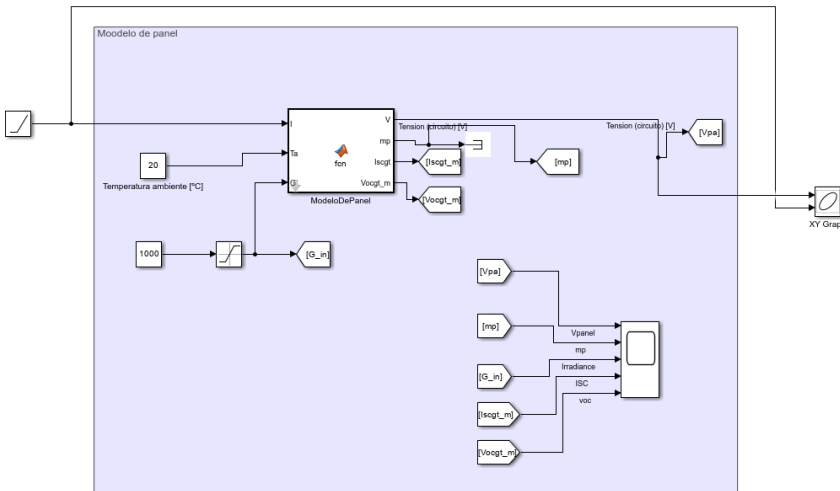 Moodelo de panel
I
Ta
G
fcn
V
mp
Iscgt
Vocgt_m
ModeloDePanel
20
Temperatura ambiente [ºC]
1000
[G_in]
Tension (circuito) [V]
[Iscgt_m]
[Vocgt_m]
[mp]
Tension (circuito) [V]
[Vpa]
XY Grap
[Vpa]
[mp]
[G_in]
[Iscgt_m]
[Vocgt_m]
Vpanel
mp
Irradiance
ISC
voc